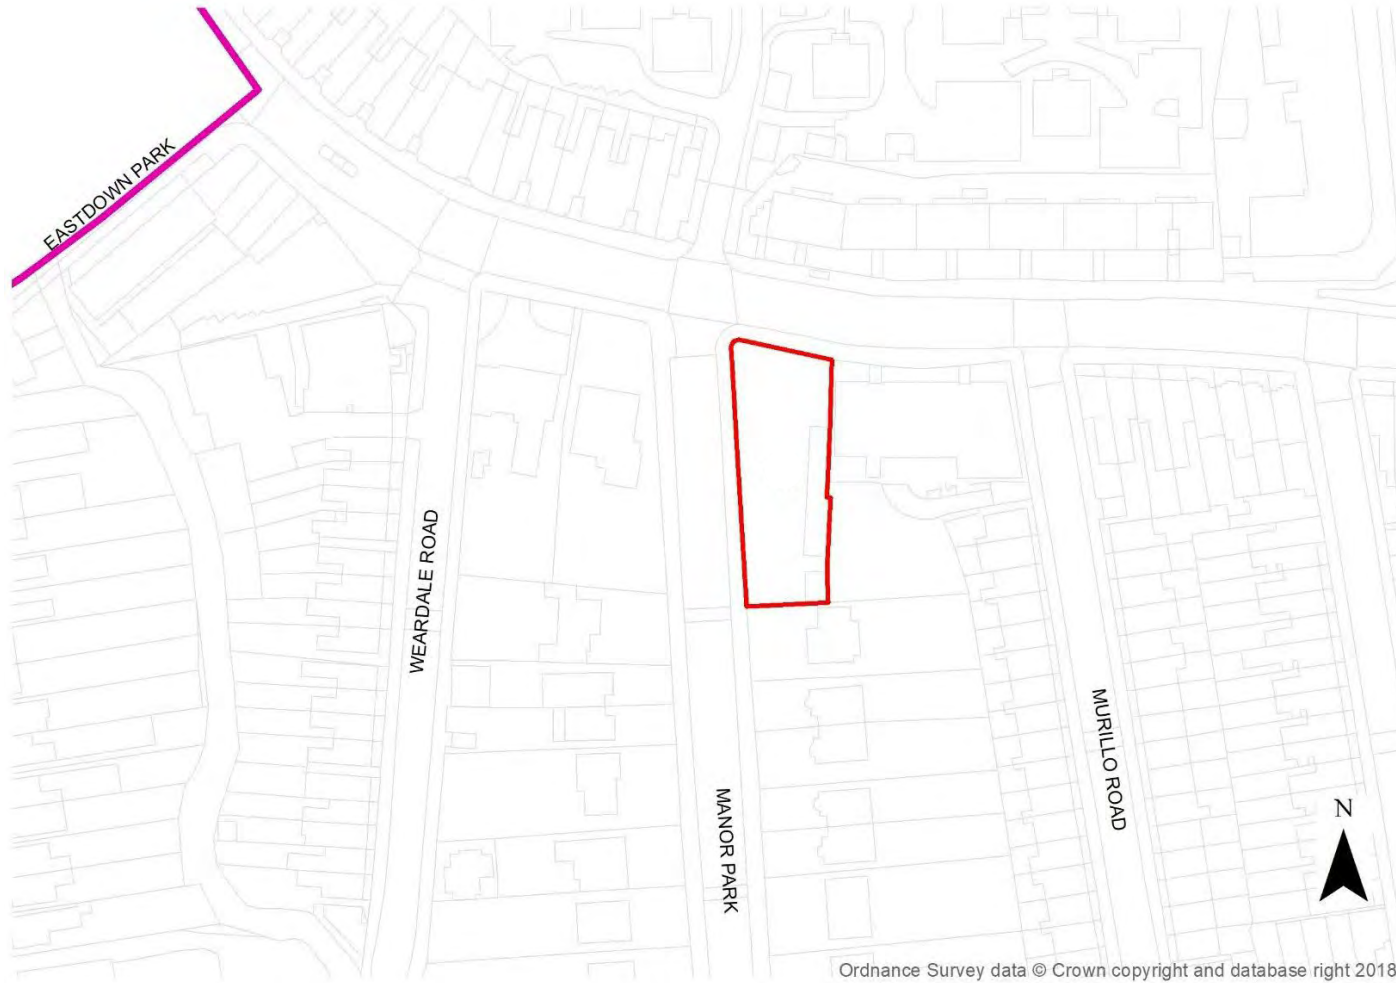 EASTDOWN PARK
WEARDALE ROAD
MANOR PARK
MURILLO ROAD
N
Ordnance Survey data © Crown copyright and database right 2018